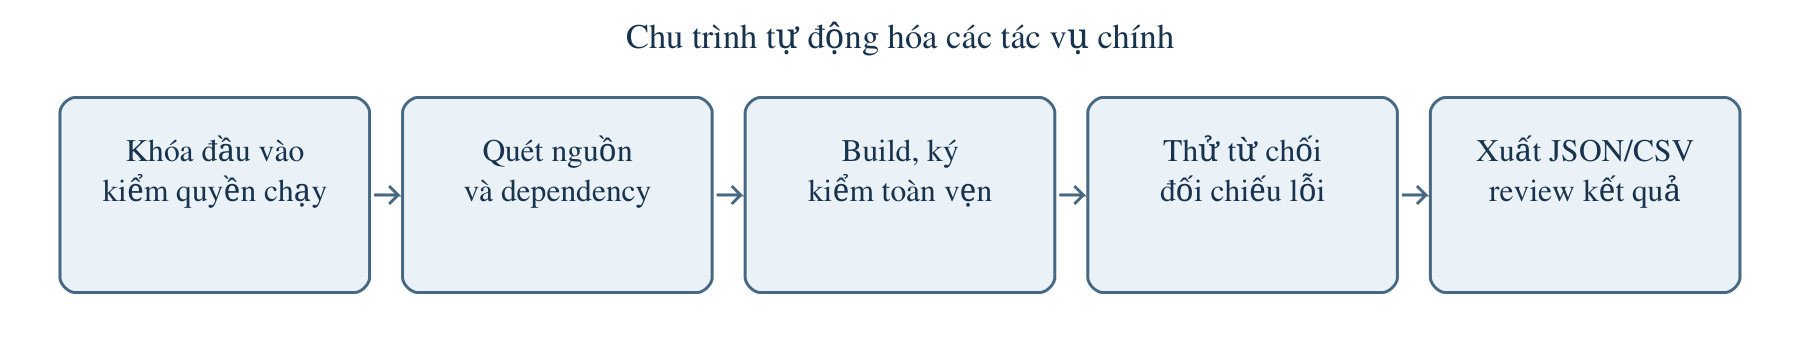 Chu trình tự động hóa các tác vụ chính
Khóa đầu vào
kiểm quyền chạy
Quét nguồn
và dependency
Build, ký
kiểm toàn vẹn
Thử từ chối
đối chiếu lỗi
Xuất JSON/CSV
review kết quả